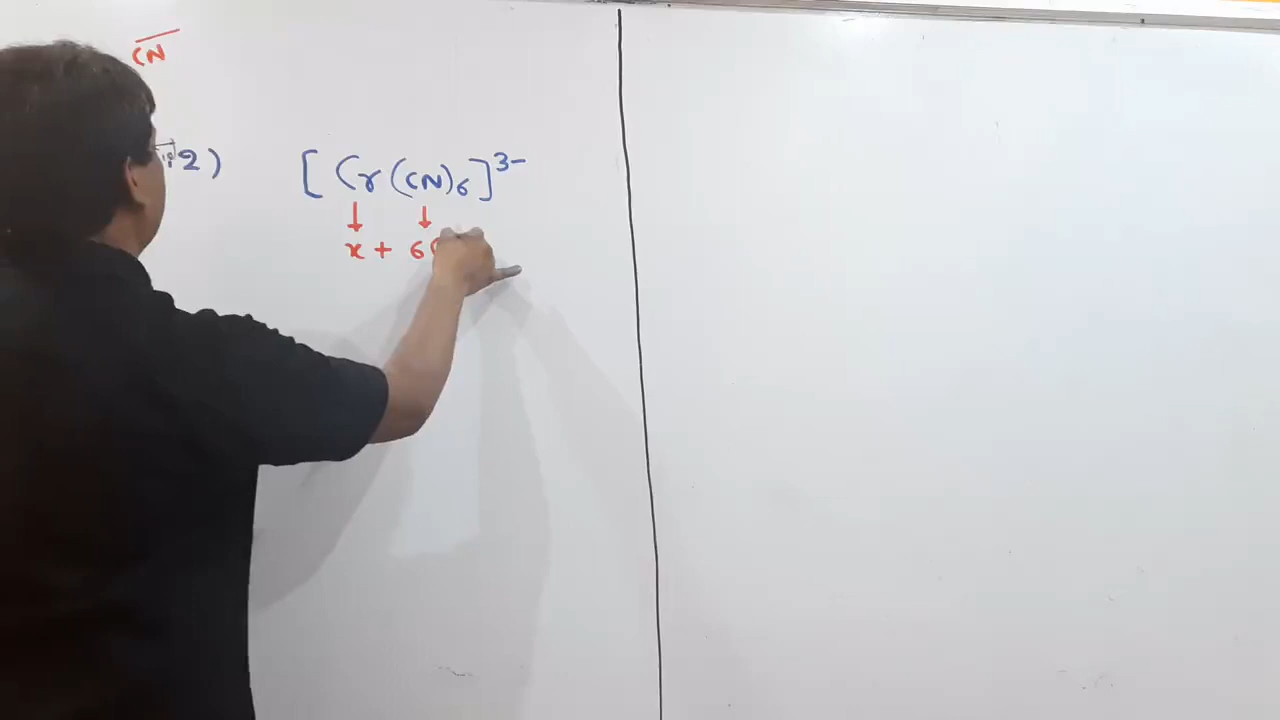 CN
2) [Cr(CN)6]3-
↓ ↓
x + 6(